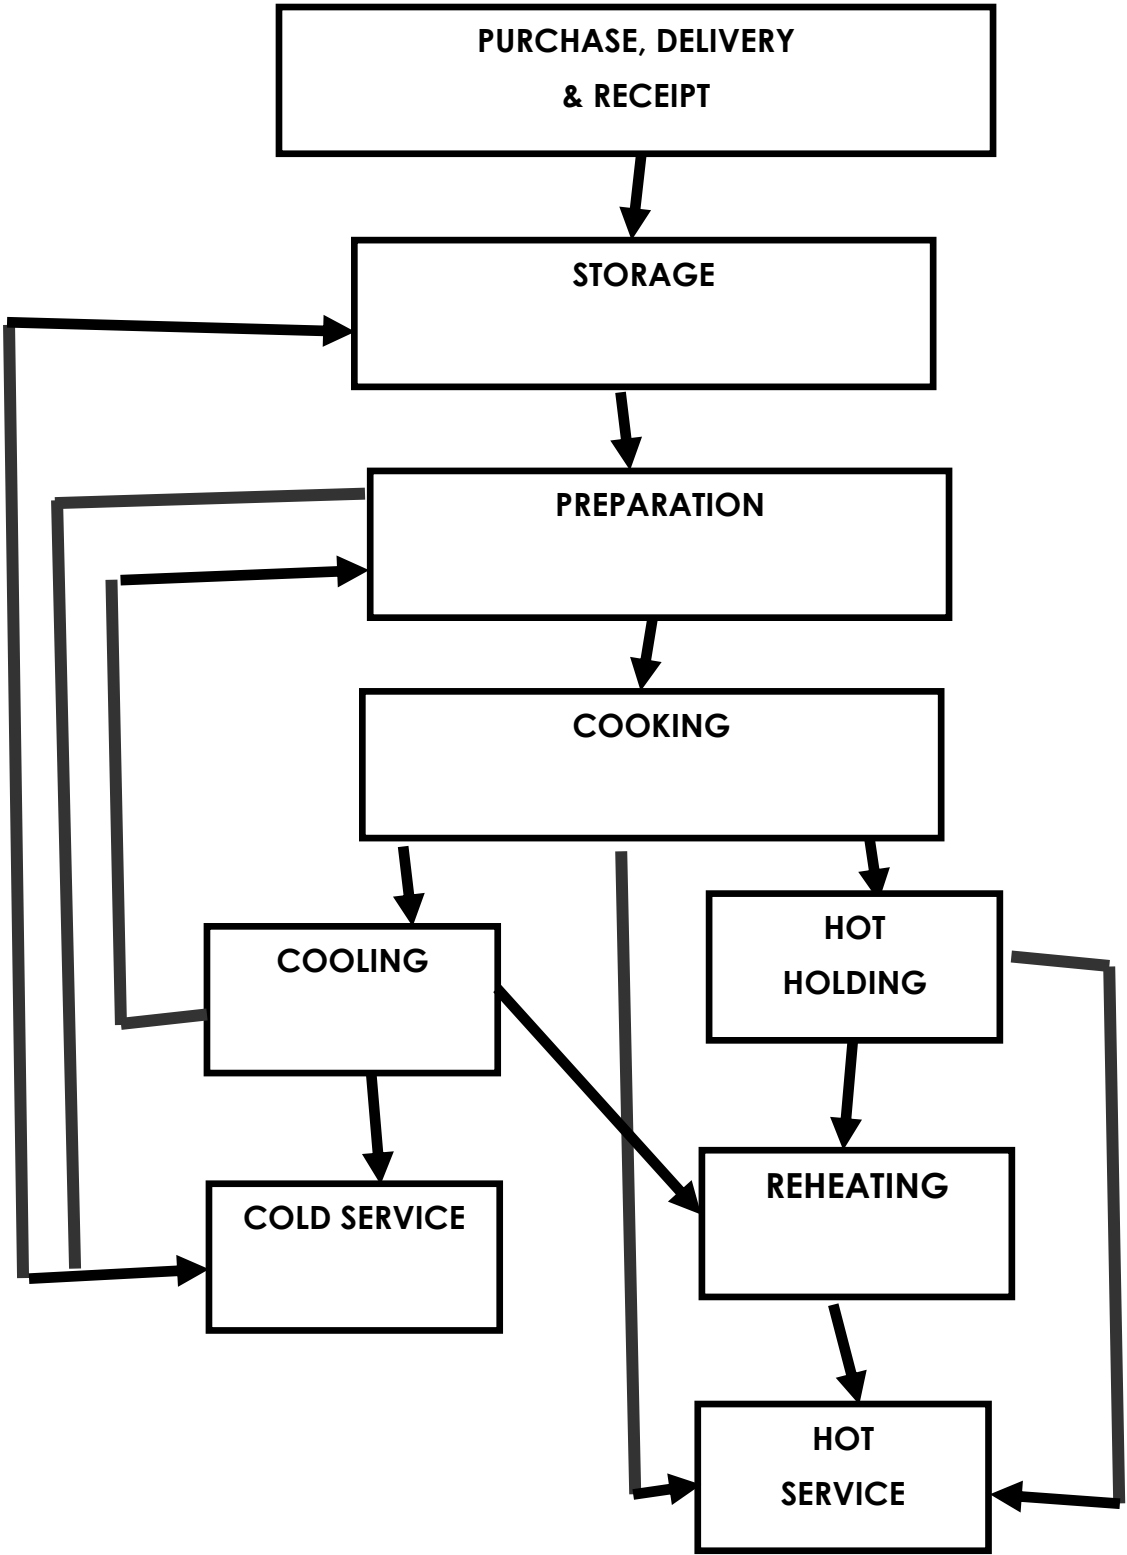 PURCHASE, DELIVERY
& RECEIPT
STORAGE
PREPARATION
COOKING
HOT
HOLDING
COOLING
REHEATING
COLD SERVICE
HOT
SERVICE